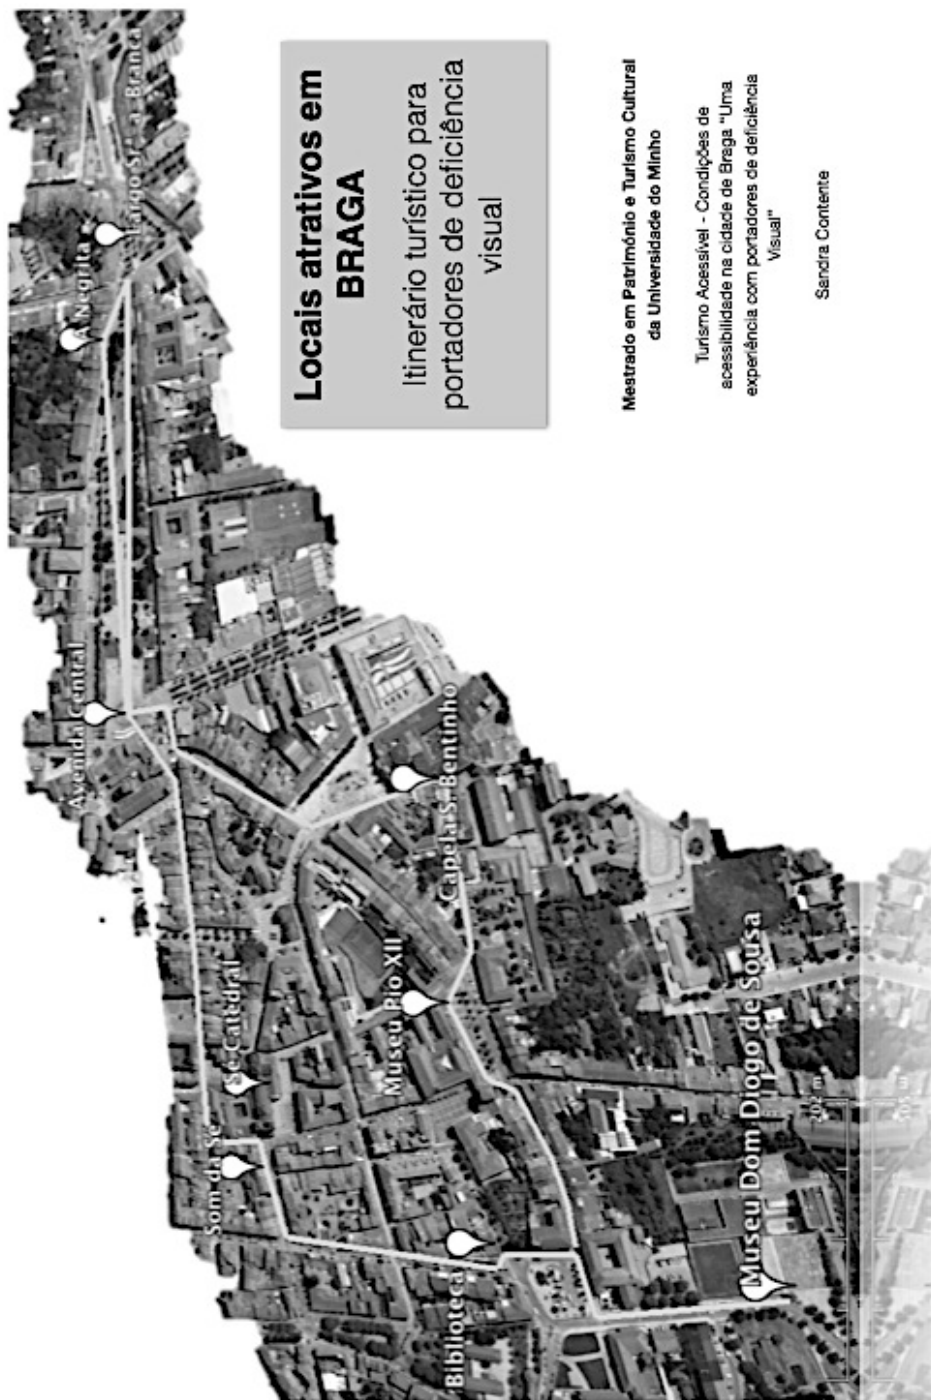 Locais atrativos em
BRAGA
Itinerário turístico para
portadores de deficiência
visual
Mestrado em Património e Turismo Cultural
da Universidade do Minho
Turismo Acessível - Condições de
acessibilidade na cidade de Braga "Uma
experiência com portadores de deficiência
Visual"
Sandra Contente
Largo Sr.ª a Branca
A Negrita
Avenida Central
Capela S. Bentinho
Sé Catedral
Museu Pio XII
Som da Sé
Biblioteca
Museu Dom Diogo de Sousa
202 m